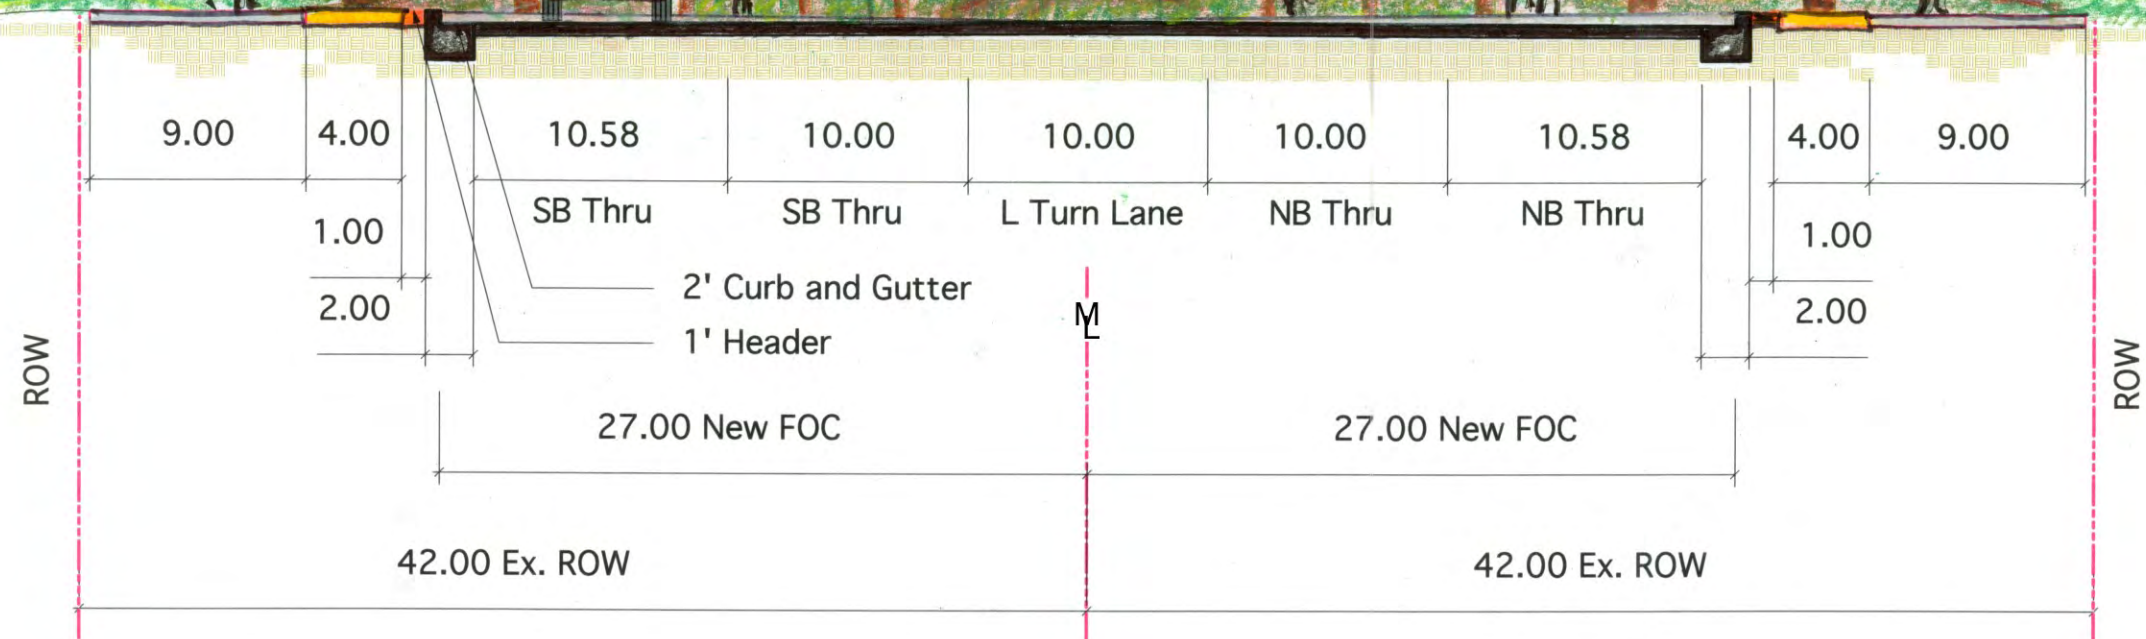 9.00 4.00 10.58 10.00 10.00 10.00 10.58 4.00 9.00
SB Thru SB Thru L Turn Lane NB Thru NB Thru
1.00 1.00
2' Curb and Gutter
2.00 2.00
1' Header
ML
ROW ROW
27.00 New FOC 27.00 New FOC
42.00 Ex. ROW 42.00 Ex. ROW